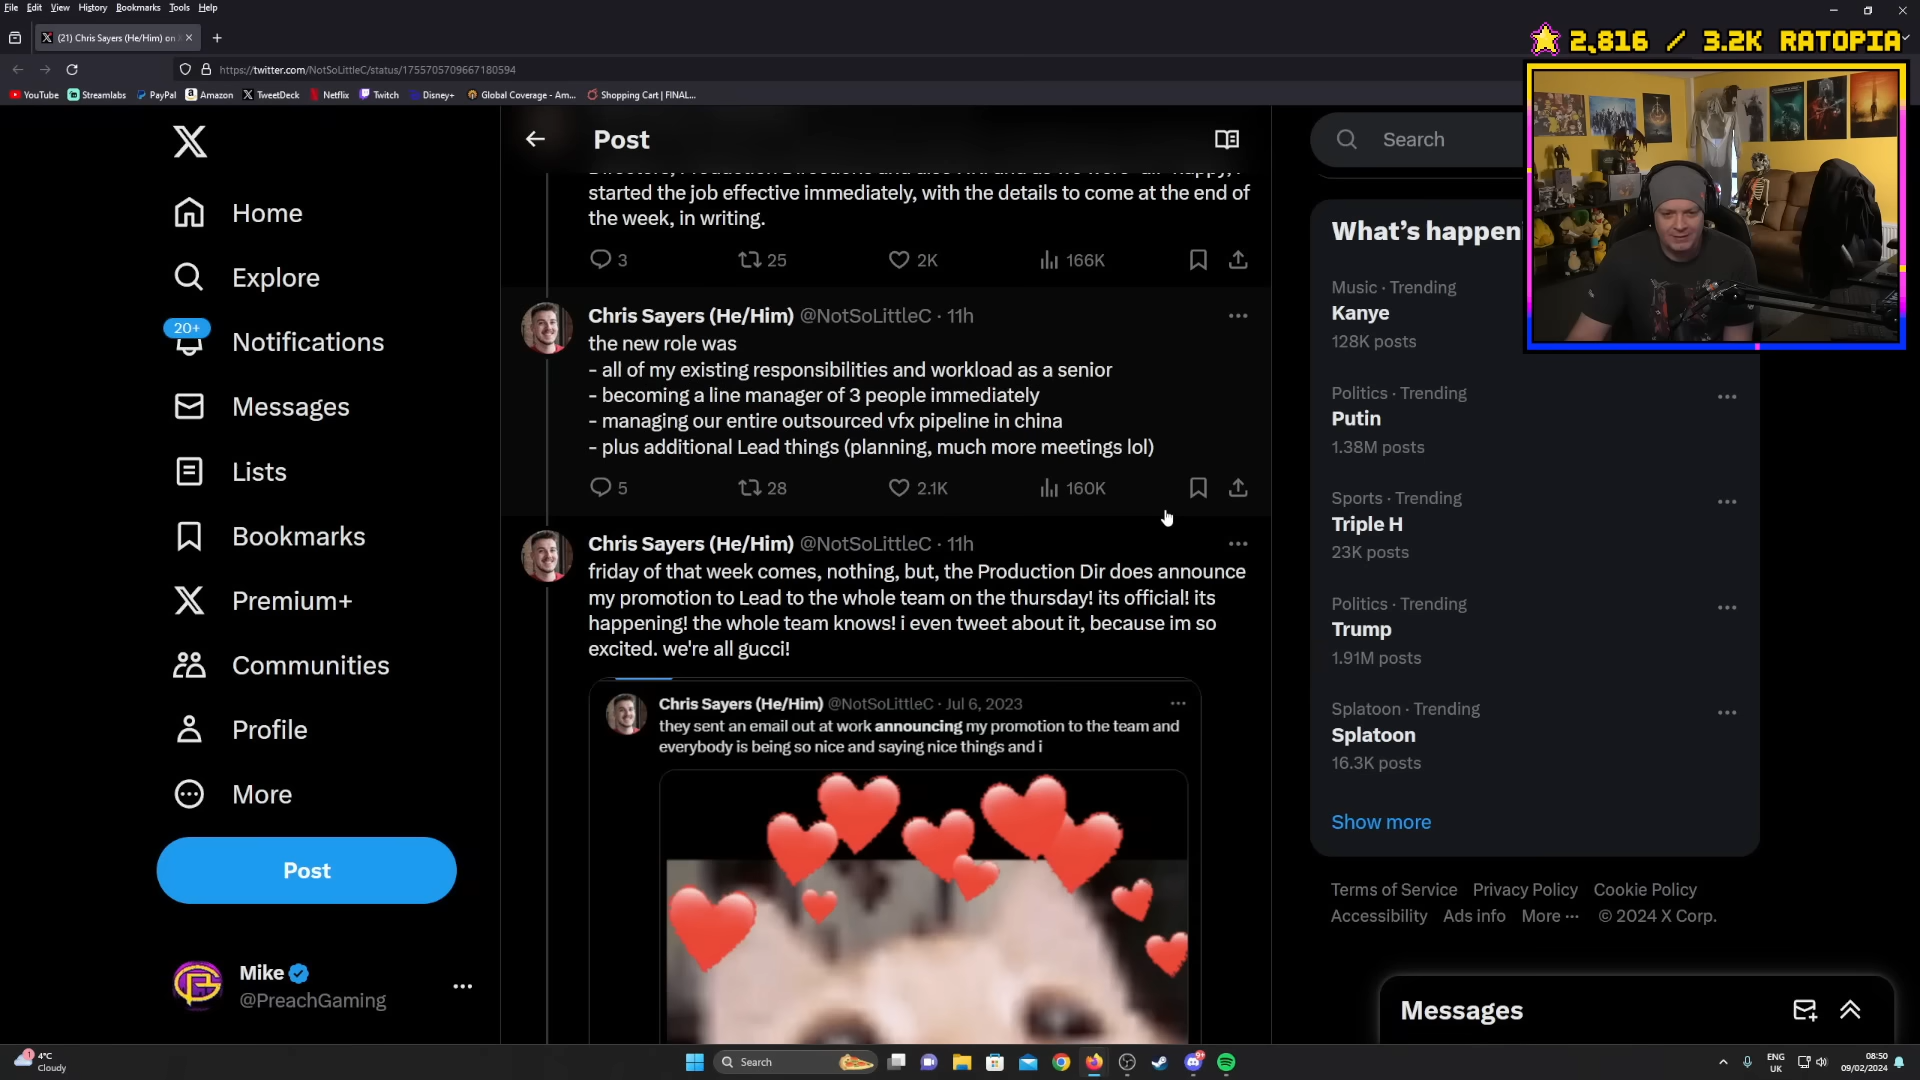 File Edit View History Bookmarks Tools Help
(21) Chris Sayers (He/Him) on
2,816 / 3.2K RATOPIA
https://twitter.com/NotSoLittleC/status/1755705709667180594
YouTube Streamlabs PayPal Amazon TweetDeck Netflix Twitch Disney+ Global Coverage - Am... Shopping Cart | FINAL...
Home
Explore
20+
Notifications
Messages
Lists
Bookmarks
Premium+
Communities
Profile
More
Post
Mike
@PreachGaming
Post
started the job effective immediately, with the details to come at the end of
the week, in writing.
3 25 2K 166K
Chris Sayers (He/Him) @NotSoLittleC · 11h
the new role was
- all of my existing responsibilities and workload as a senior
- becoming a line manager of 3 people immediately
- managing our entire outsourced vfx pipeline in china
- plus additional Lead things (planning, much more meetings lol)
5 28 2.1K 160K
Chris Sayers (He/Him) @NotSoLittleC · 11h
friday of that week comes, nothing, but, the Production Dir does announce
my promotion to Lead to the whole team on the thursday! its official! its
happening! the whole team knows! i even tweet about it, because im so
excited. we're all gucci!
Chris Sayers (He/Him) @NotSoLittleC · Jul 6, 2023
they sent an email out at work announcing my promotion to the team and
everybody is being so nice and saying nice things and i
Search
What's happen
Music · Trending
Kanye
128K posts
Politics · Trending
Putin
1.38M posts
Sports · Trending
Triple H
23K posts
Politics · Trending
Trump
1.91M posts
Splatoon · Trending
Splatoon
16.3K posts
Show more
Terms of Service Privacy Policy Cookie Policy
Accessibility Ads info More ··· © 2024 X Corp.
Messages
1
4°C
Cloudy
Search
ENG
UK
08:50
09/02/2024